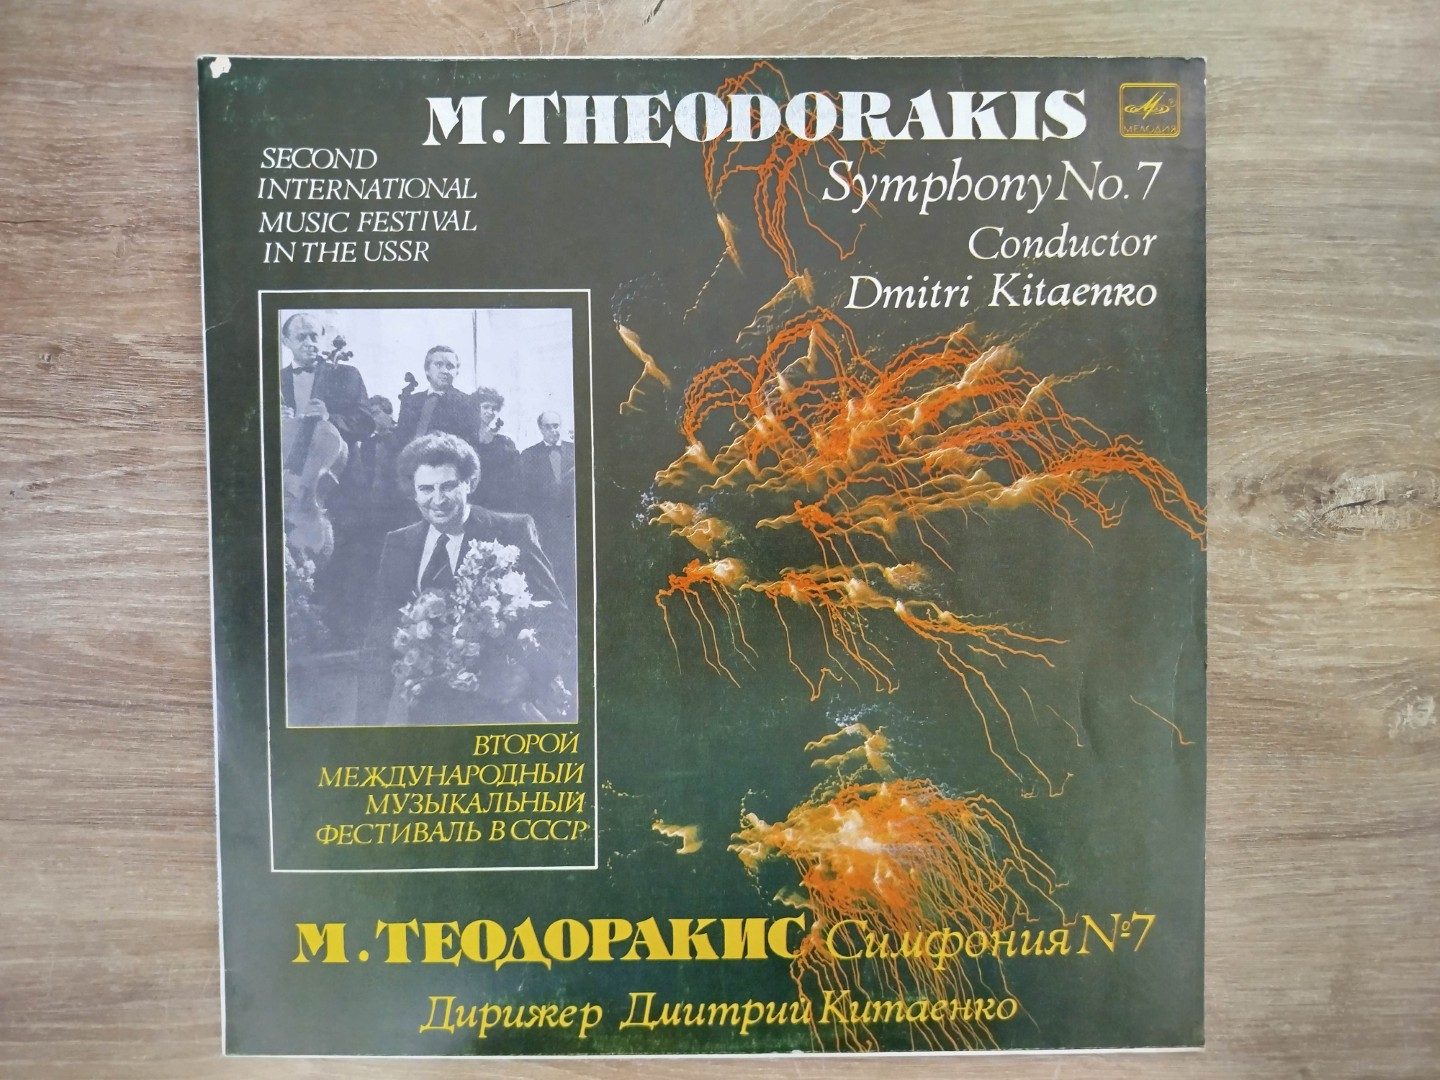 M.THEODORAKIS
МЕЛОДИЯ
Symphony No.7
Conductor
Dmitri Kitaenko
SECOND
INTERNATIONAL
MUSIC FESTIVAL
IN THE USSR
ВТОРОЙ
МЕЖДУНАРОДНЫЙ
МУЗЫКАЛЬНЫЙ
ФЕСТИВАЛЬ В СССР
М.ТЕОДОРАКИС Симфония №7
Дирижер Дмитрий Китаенко